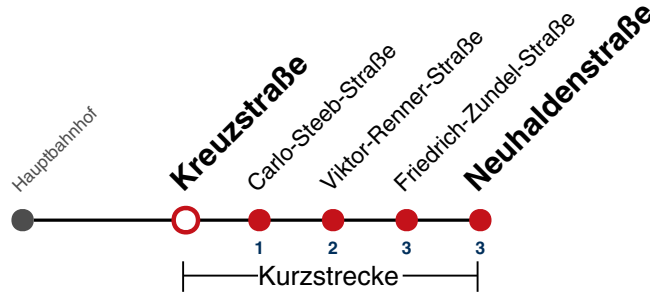 Hauptbahnhof
Kreuzstraße
Carlo-Steeb-Straße
Viktor-Renner-Straße
Friedrich-Zundel-Straße
Neuhaldenstraße
1
2
3
3
Kurzstrecke